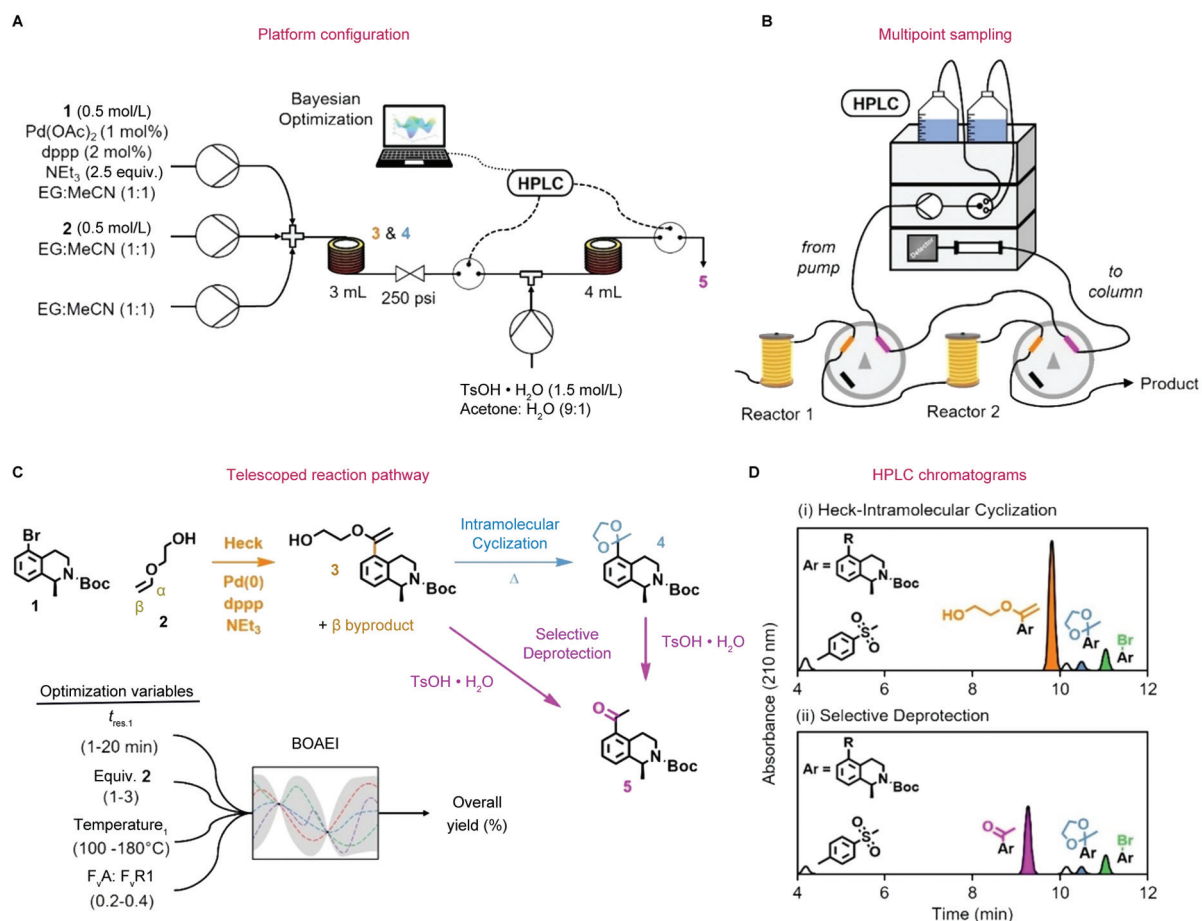 A
Platform configuration
1 (0.5 mol/L)
Pd(OAc)₂ (1 mol%)
dppp (2 mol%)
NEt₃ (2.5 equiv.)
EG:MeCN (1:1)
2 (0.5 mol/L)
EG:MeCN (1:1)
EG:MeCN (1:1)
Bayesian
Optimization
HPLC
3 & 4
3 mL
250 psi
4 mL
5
TsOH • H₂O (1.5 mol/L)
Acetone: H₂O (9:1)
B
Multipoint sampling
HPLC
Detector
from
pump
to
column
Reactor 1
Reactor 2
Product
C
Telescoped reaction pathway
Br
N
Boc
1
OH
O
β
α
2
Heck
Pd(0)
dppp
NEt₃
HO
O
3
N
Boc
+ β byproduct
Intramolecular
Cyclization
Δ
O
O
4
N
Boc
Selective
Deprotection
TsOH • H₂O
TsOH • H₂O
O
N
Boc
5
Optimization variables
t res.1
(1-20 min)
Equiv. 2
(1-3)
Temperature₁
(100 -180°C)
FᵥA: FᵥR1
(0.2-0.4)
BOAEI
Overall
yield (%)
D
HPLC chromatograms
Absorbance (210 nm)
(i) Heck-Intramolecular Cyclization
Ar =
R
N
Boc
O
S
O
HO
O
Ar
O
O
Ar
Br
Ar
4 6 8 10 12
(ii) Selective Deprotection
Ar =
R
N
Boc
O
S
O
O
Ar
O
O
Ar
Br
Ar
4 6 8 10 12
Time (min)